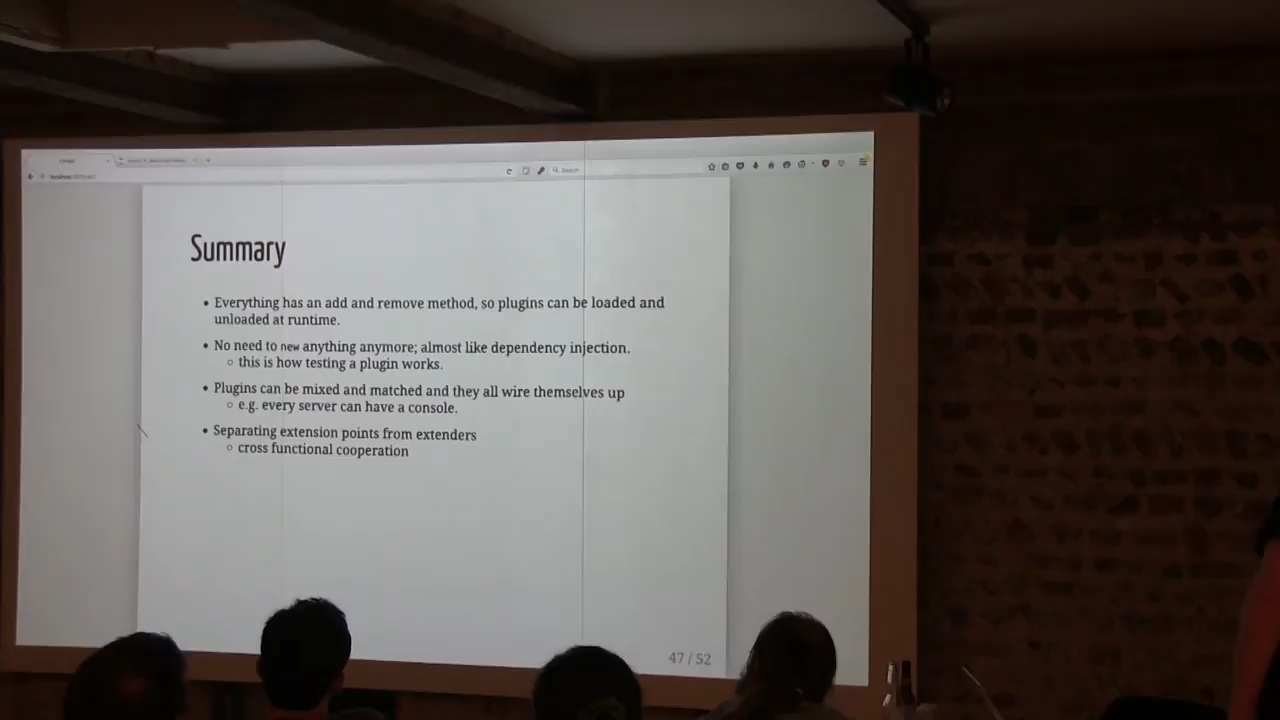 Search
Summary
• Everything has an add and remove method, so plugins can be loaded and
unloaded at runtime.
• No need to new anything anymore; almost like dependency injection.
○ this is how testing a plugin works.
• Plugins can be mixed and matched and they all wire themselves up
○ e.g. every server can have a console.
• Separating extension points from extenders
○ cross functional cooperation
47 / 52